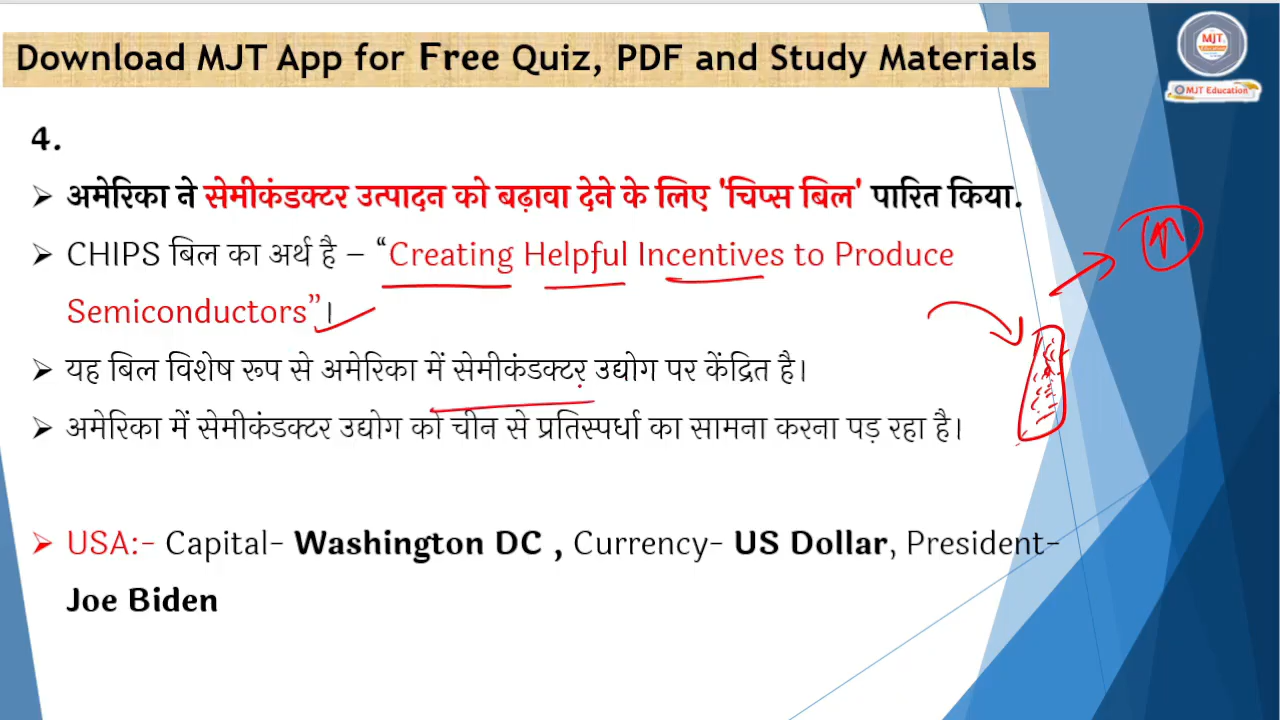 Download MJT App for Free Quiz, PDF and Study Materials
MJT
Education
MJT Education
4.
➢ अमेरिका ने सेमीकंडक्टर उत्पादन को बढ़ावा देने के लिए 'चिप्स बिल' पारित किया.
➢ CHIPS बिल का अर्थ है – “Creating Helpful Incentives to Produce
Semiconductors”।
➢ यह बिल विशेष रूप से अमेरिका में सेमीकंडक्टर उद्योग पर केंद्रित है।
➢ अमेरिका में सेमीकंडक्टर उद्योग को चीन से प्रतिस्पर्धा का सामना करना पड़ रहा है।
➢ USA:- Capital- Washington DC , Currency- US Dollar, President-
Joe Biden